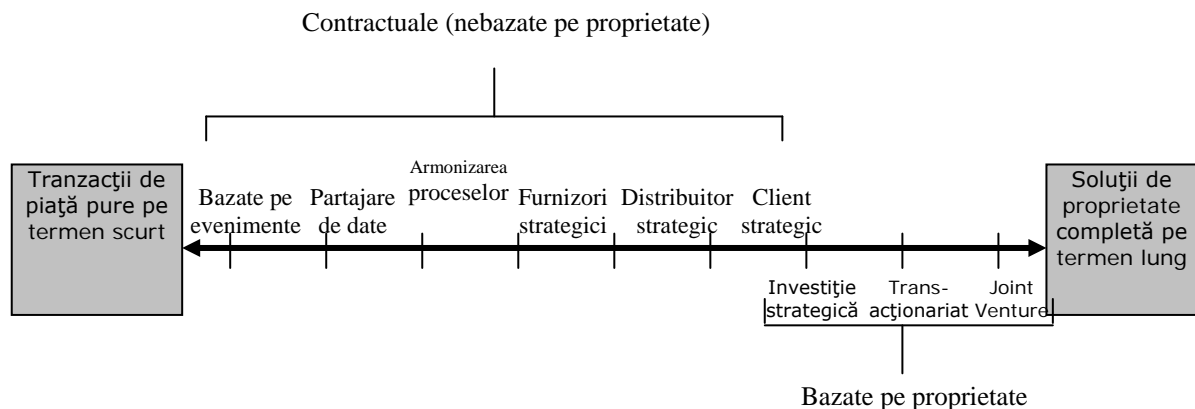 Contractuale (nebazate pe proprietate)
Tranzacţii de
piaţă pure pe
termen scurt
Bazate pe
evenimente
Partajare
de date
Armonizarea
proceselor
Furnizori
strategici
Distribuitor
strategic
Client
strategic
Soluţii de
proprietate
completă pe
termen lung
Investiţie
strategică
Trans-
acţionariat
Joint
Venture
Bazate pe proprietate